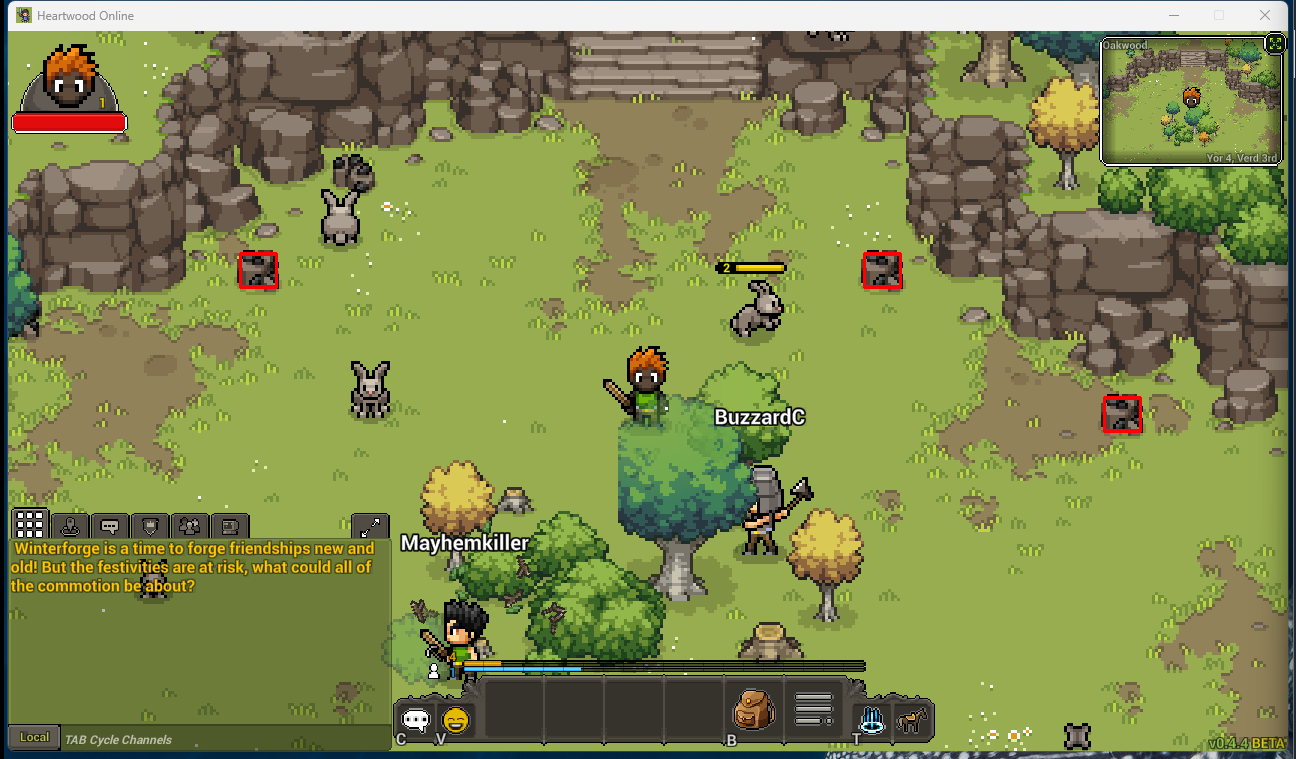 Heartwood Online
Oakwood
1
Yor 4, Verd 3rd
2
BuzzardC
Mayhemkiller
Winterforge is a time to forge friendships new and
old! But the festivities are at risk, what could all of
the commotion be about?
4
Local
TAB Cycle Channels
C
V
B
T
v0.4.4 BETA